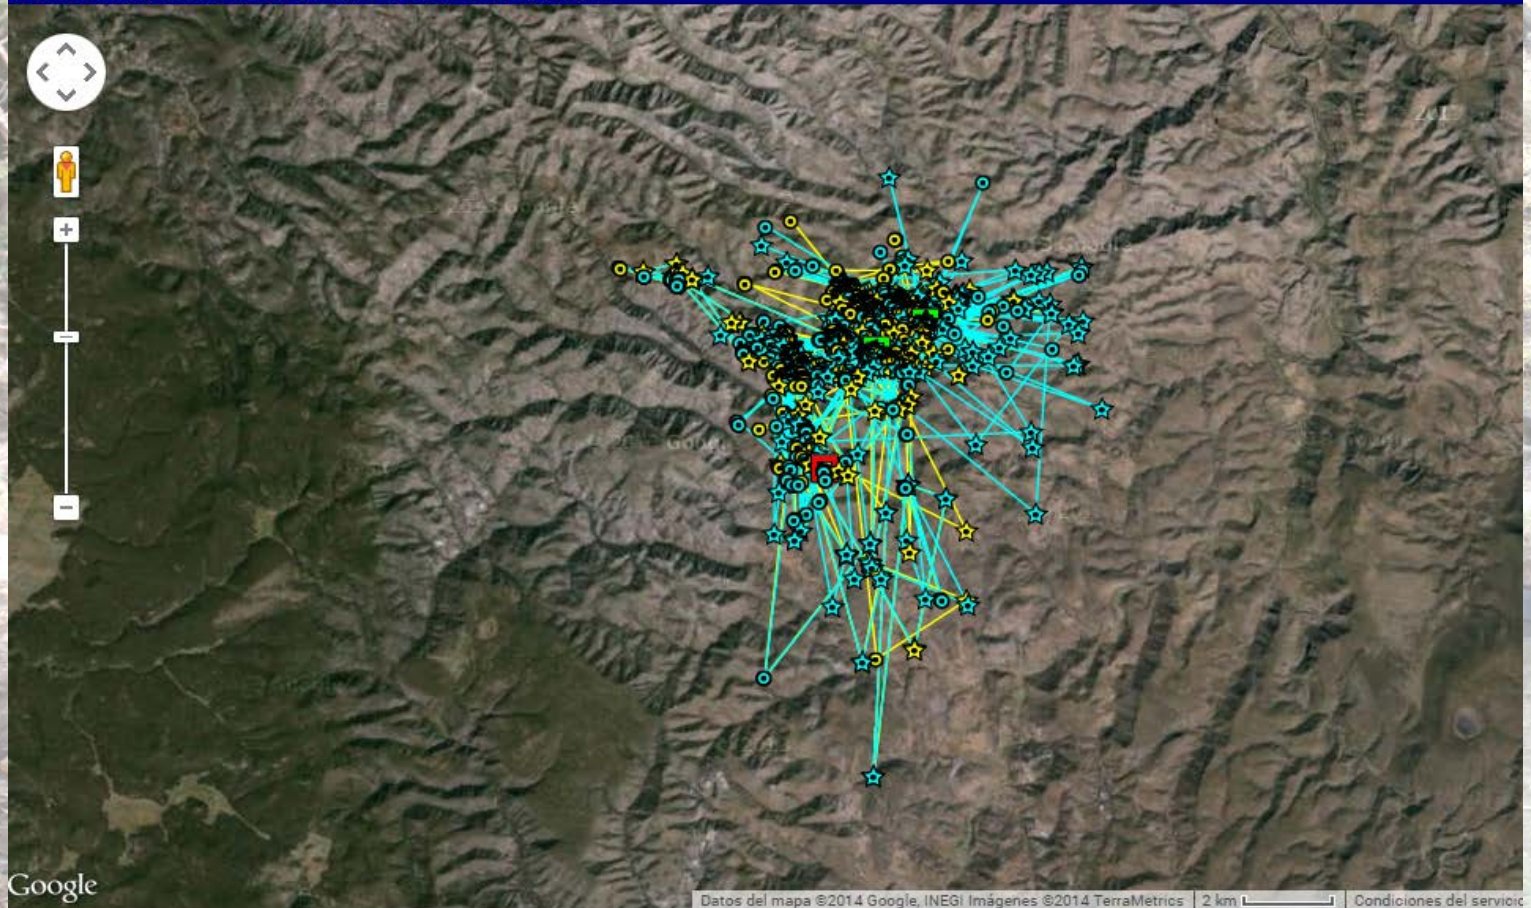 Google
Datos del mapa ©2014 Google, INEGI Imágenes ©2014 TerraMetrics
2 km
Condiciones del servicio